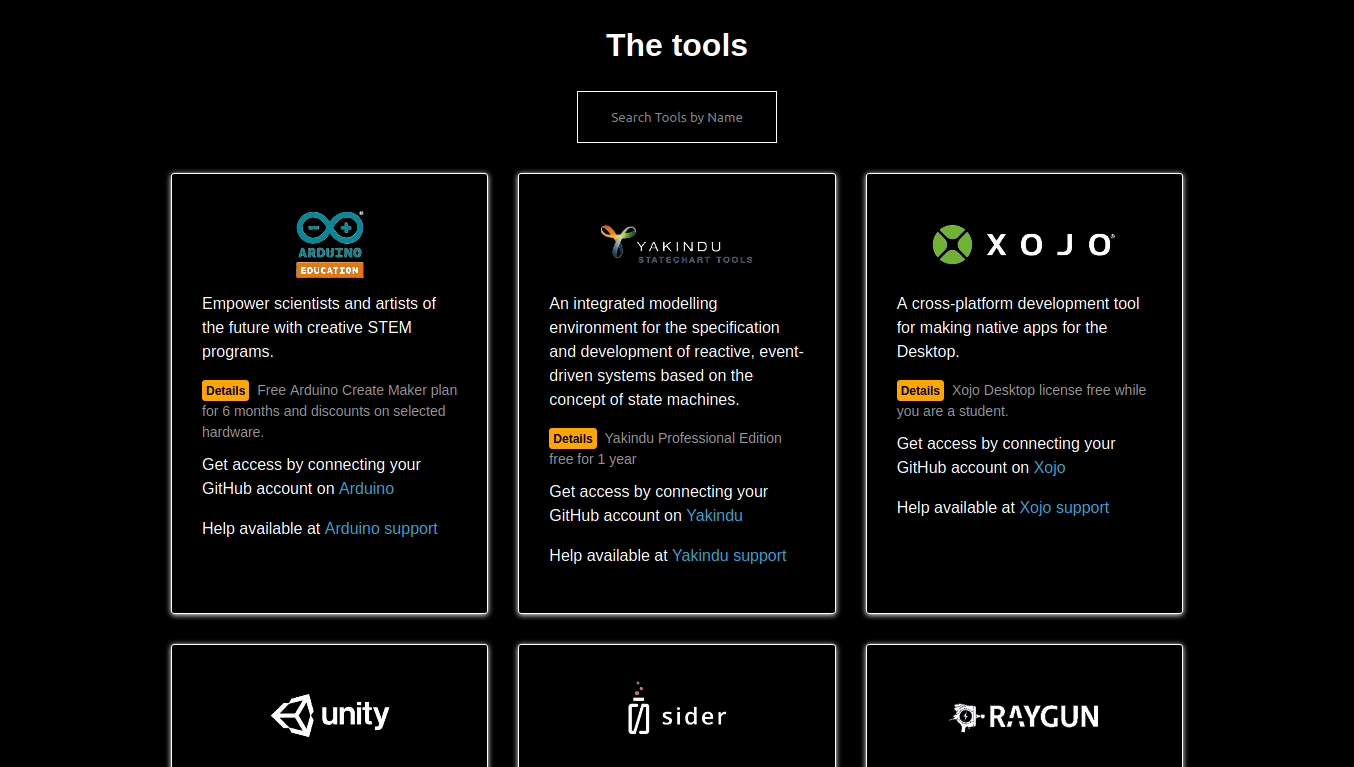 The tools
Search Tools by Name
ARDUINO
EDUCATION
Empower scientists and artists of
the future with creative STEM
programs.
Details Free Arduino Create Maker plan
for 6 months and discounts on selected
hardware.
Get access by connecting your
GitHub account on Arduino
Help available at Arduino support
YAKINDU
STATECHART TOOLS
An integrated modelling
environment for the specification
and development of reactive, event-
driven systems based on the
concept of state machines.
Details Yakindu Professional Edition
free for 1 year
Get access by connecting your
GitHub account on Yakindu
Help available at Yakindu support
XOJO®
A cross-platform development tool
for making native apps for the
Desktop.
Details Xojo Desktop license free while
you are a student.
Get access by connecting your
GitHub account on Xojo
Help available at Xojo support
unity
sider
RAYGUN